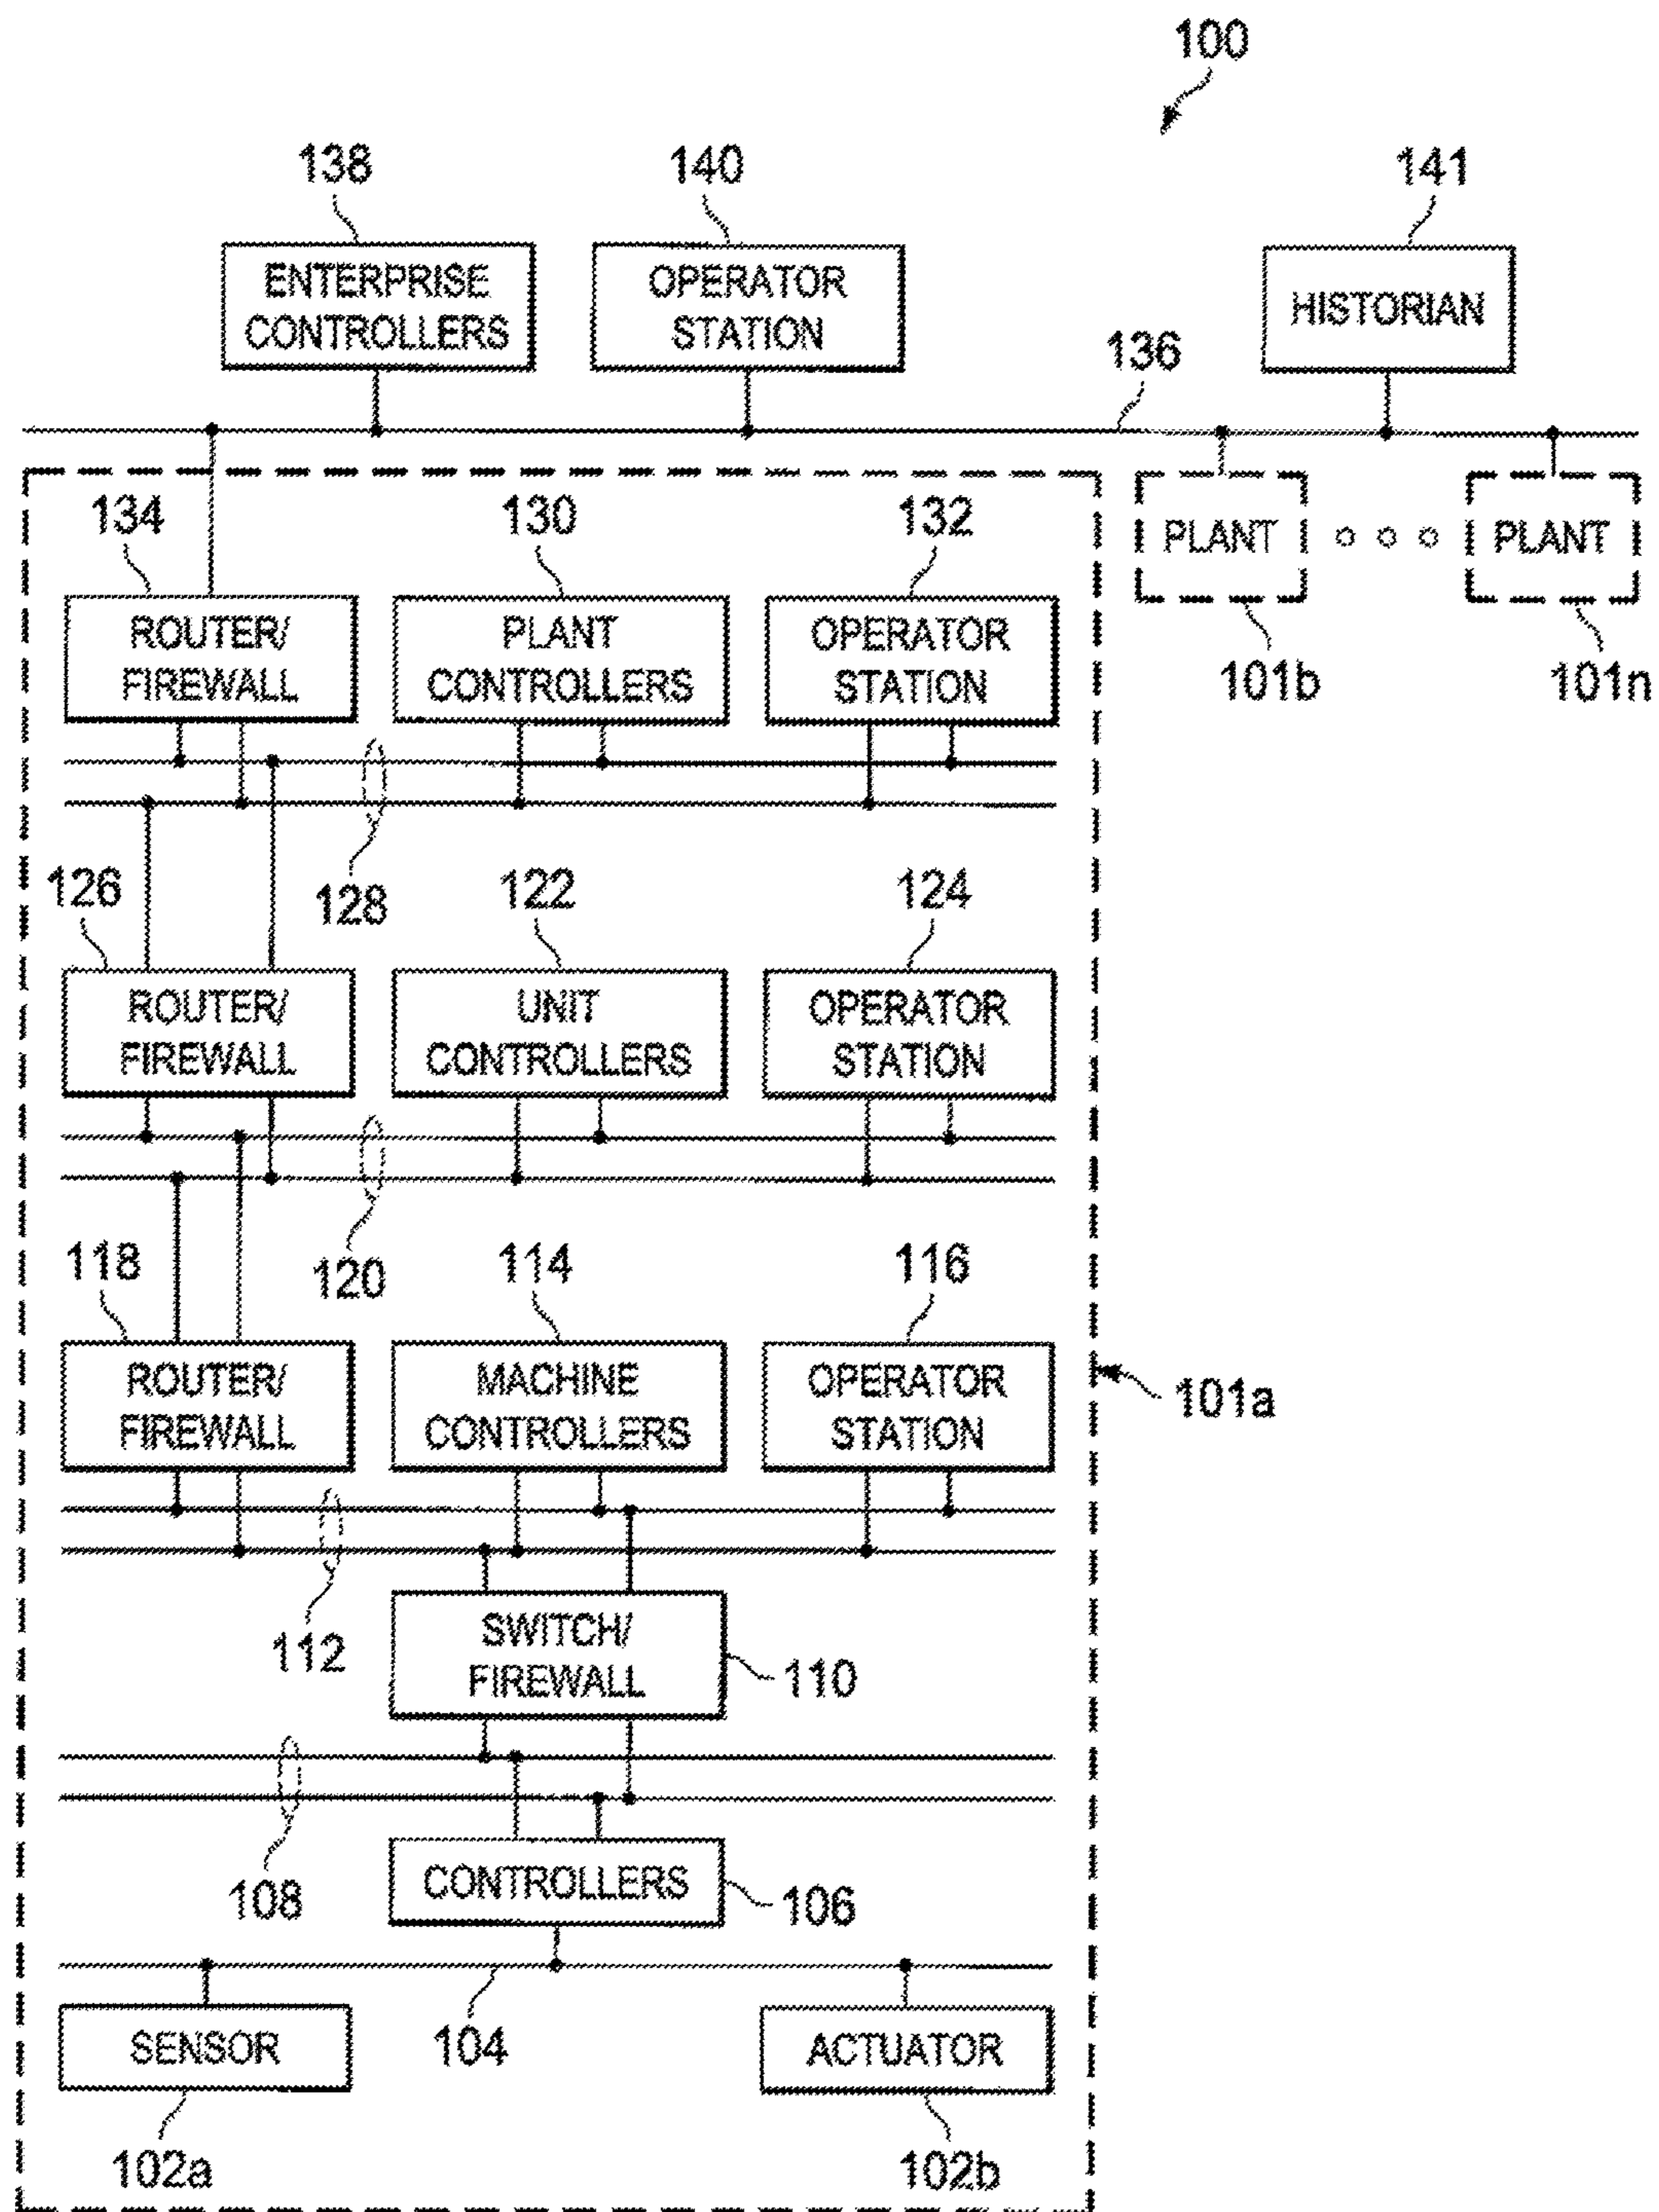 100
138
140
141
ENTERPRISE
CONTROLLERS
OPERATOR
STATION
HISTORIAN
136
134
130
132
PLANT
PLANT
ROUTER/
FIREWALL
PLANT
CONTROLLERS
OPERATOR
STATION
101b
101n
128
126
122
124
ROUTER/
FIREWALL
UNIT
CONTROLLERS
OPERATOR
STATION
120
118
114
116
ROUTER/
FIREWALL
MACHINE
CONTROLLERS
OPERATOR
STATION
101a
112
SWITCH/
FIREWALL
110
108
CONTROLLERS
106
104
SENSOR
ACTUATOR
102a
102b